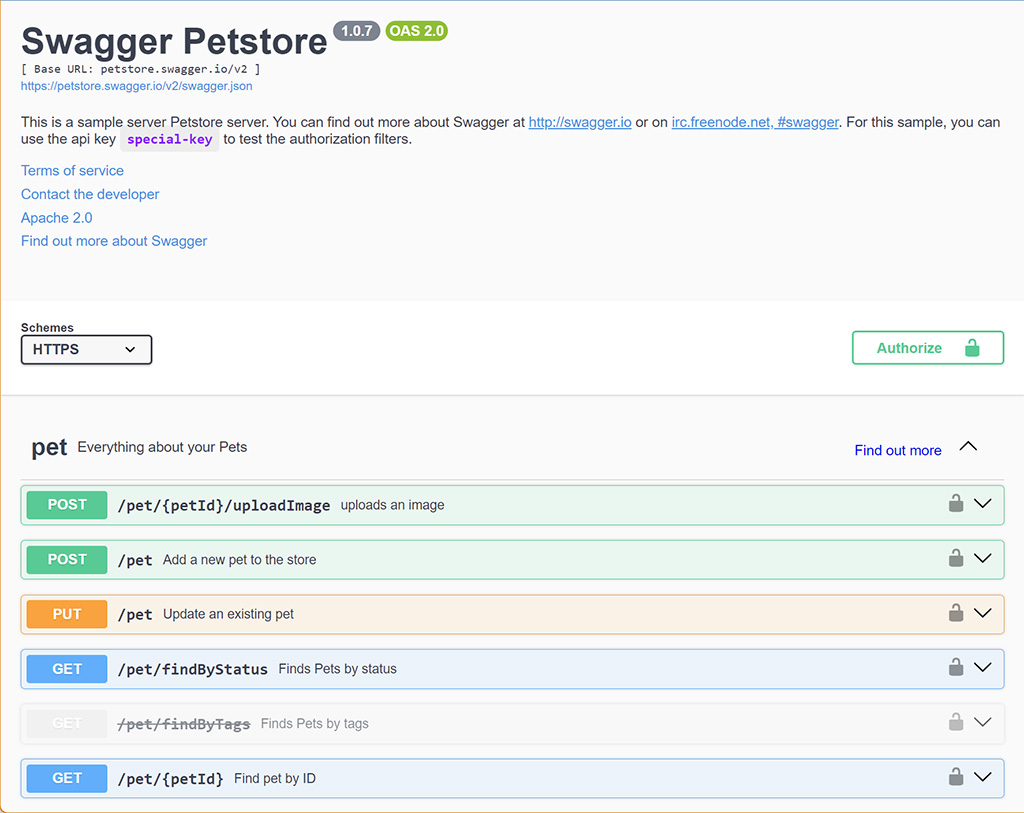 Swagger Petstore 1.0.7 OAS 2.0
[ Base URL: petstore.swagger.io/v2 ]
https://petstore.swagger.io/v2/swagger.json
This is a sample server Petstore server. You can find out more about Swagger at http://swagger.io or on irc.freenode.net, #swagger. For this sample, you can
use the api key special-key to test the authorization filters.
Terms of service
Contact the developer
Apache 2.0
Find out more about Swagger
Schemes
HTTPS
Authorize
pet Everything about your Pets Find out more
POST /pet/{petId}/uploadImage uploads an image
POST /pet Add a new pet to the store
PUT /pet Update an existing pet
GET /pet/findByStatus Finds Pets by status
GET /pet/findByTags Finds Pets by tags
GET /pet/{petId} Find pet by ID